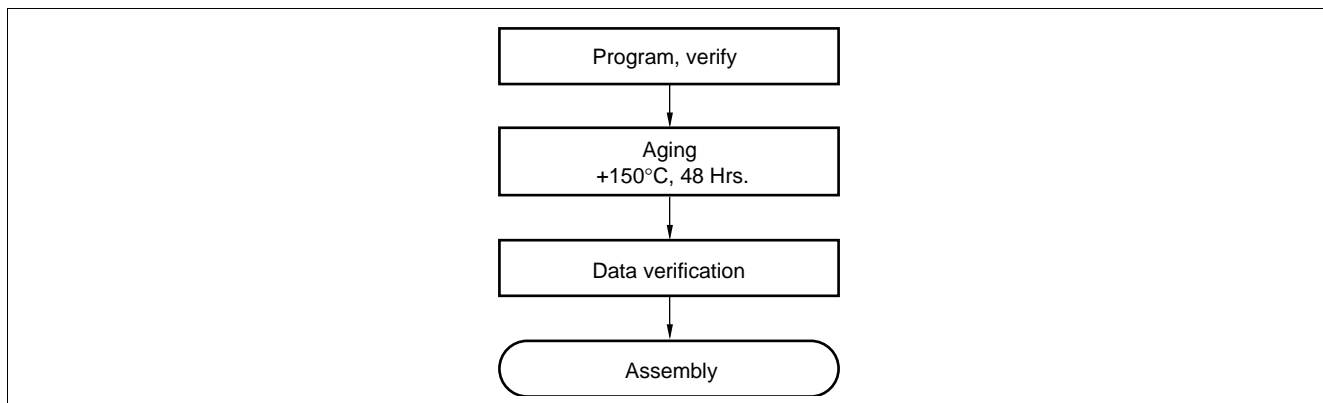 Program, verify
Aging
+150°C, 48 Hrs.
Data verification
Assembly